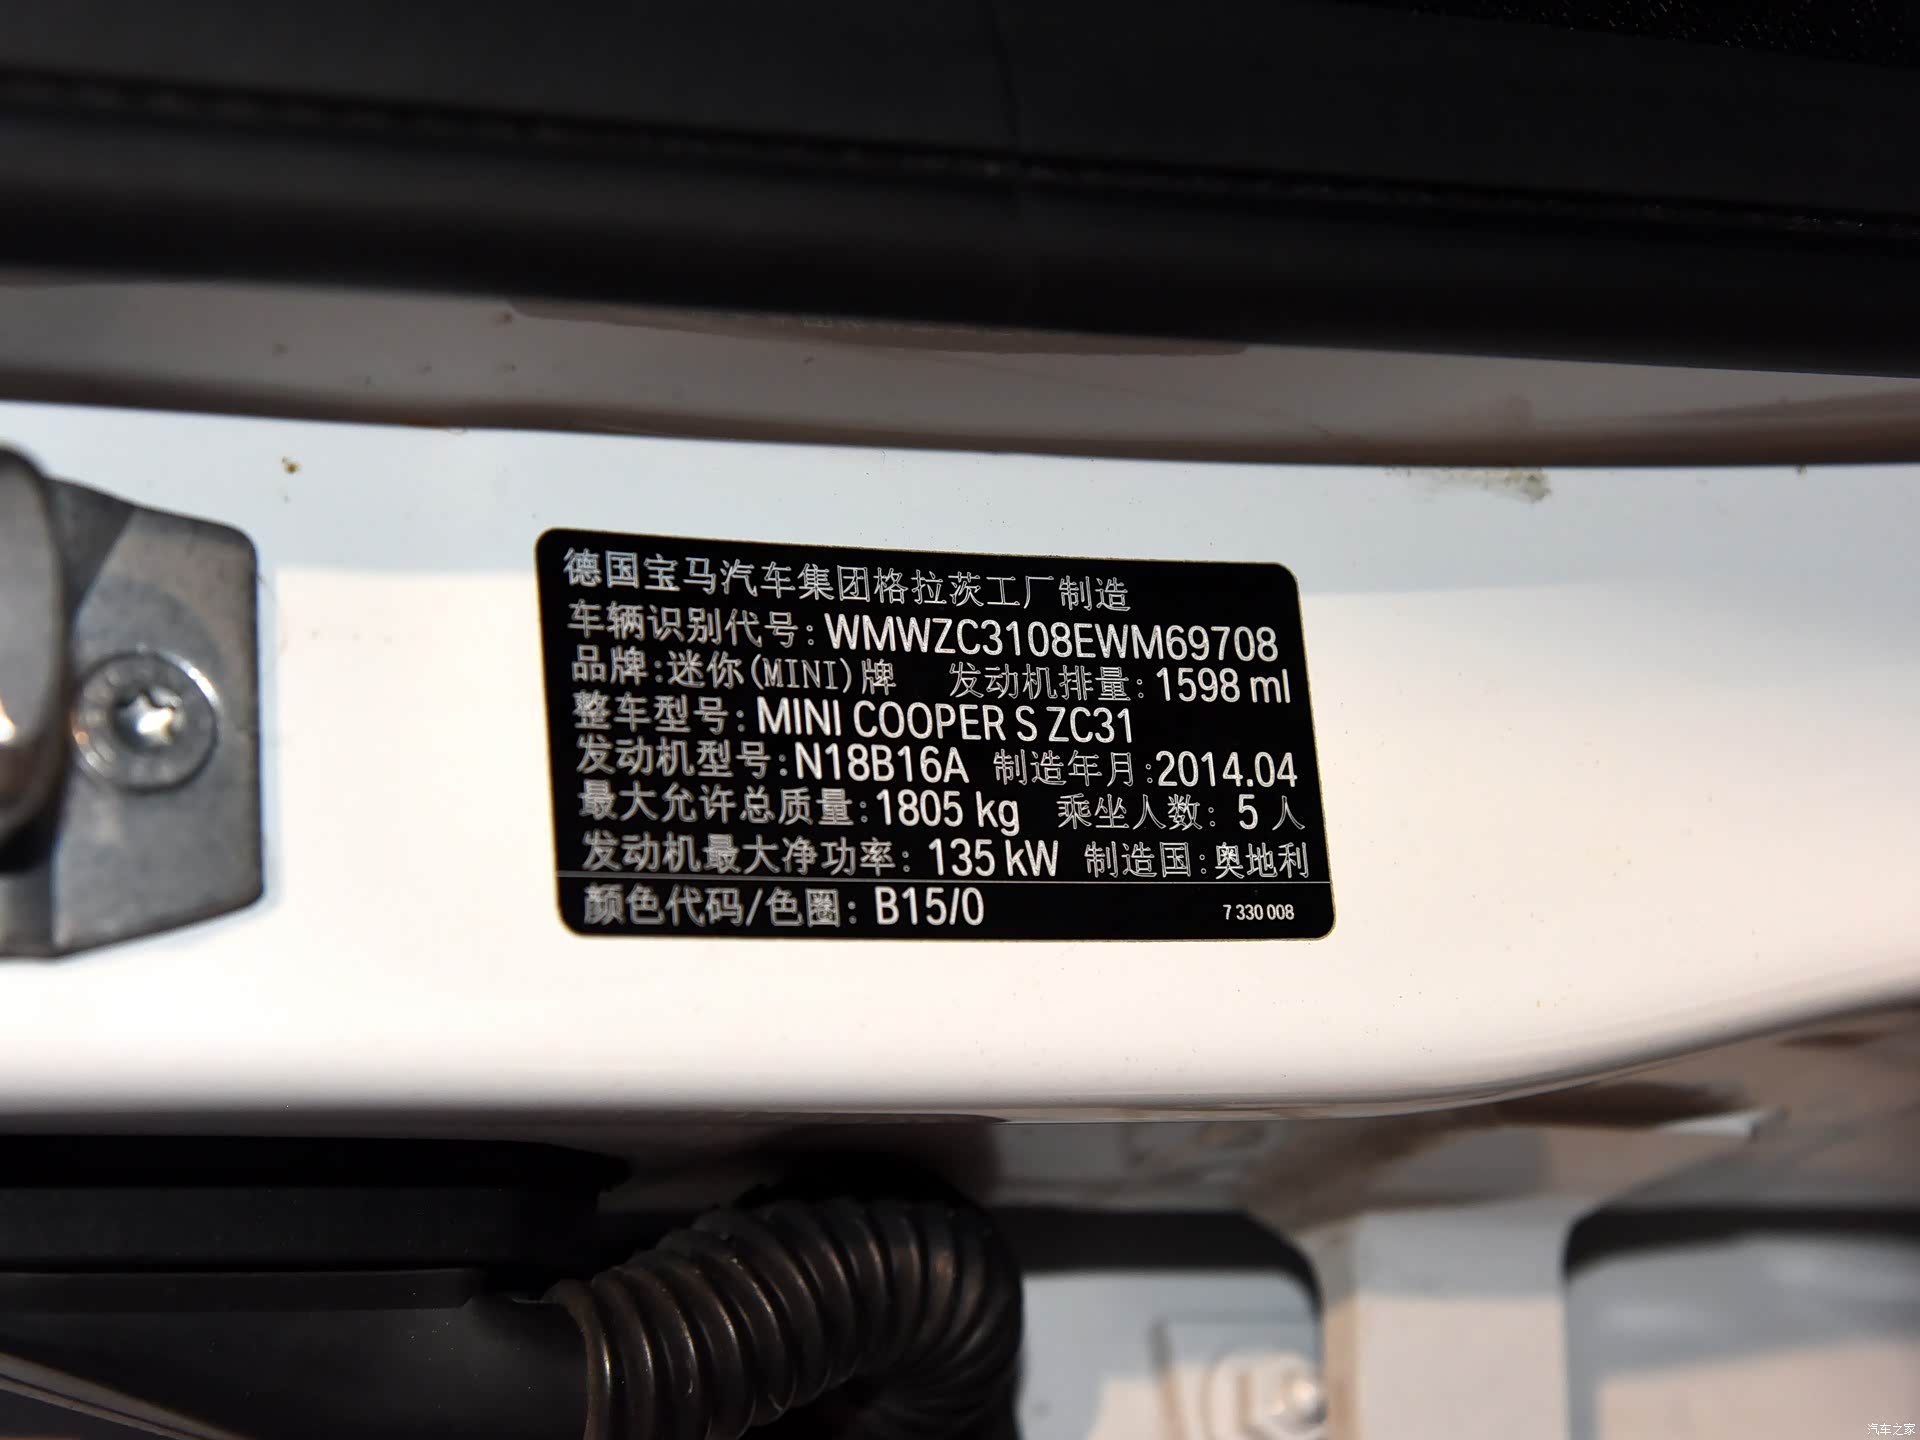 德国宝马汽车集团格拉茨工厂制造
车辆识别代号: WMWZC3108EWM69708
品牌:迷你(MINI)牌 发动机排量: 1598 ml
整车型号: MINI COOPER S ZC31
发动机型号: N18B16A 制造年月:2014.04
最大允许总质量: 1805 kg 乘坐人数: 5 人
发动机最大净功率: 135 kW 制造国: 奥地利
颜色代码/色圈: B15/0 7 330 008
汽车之家